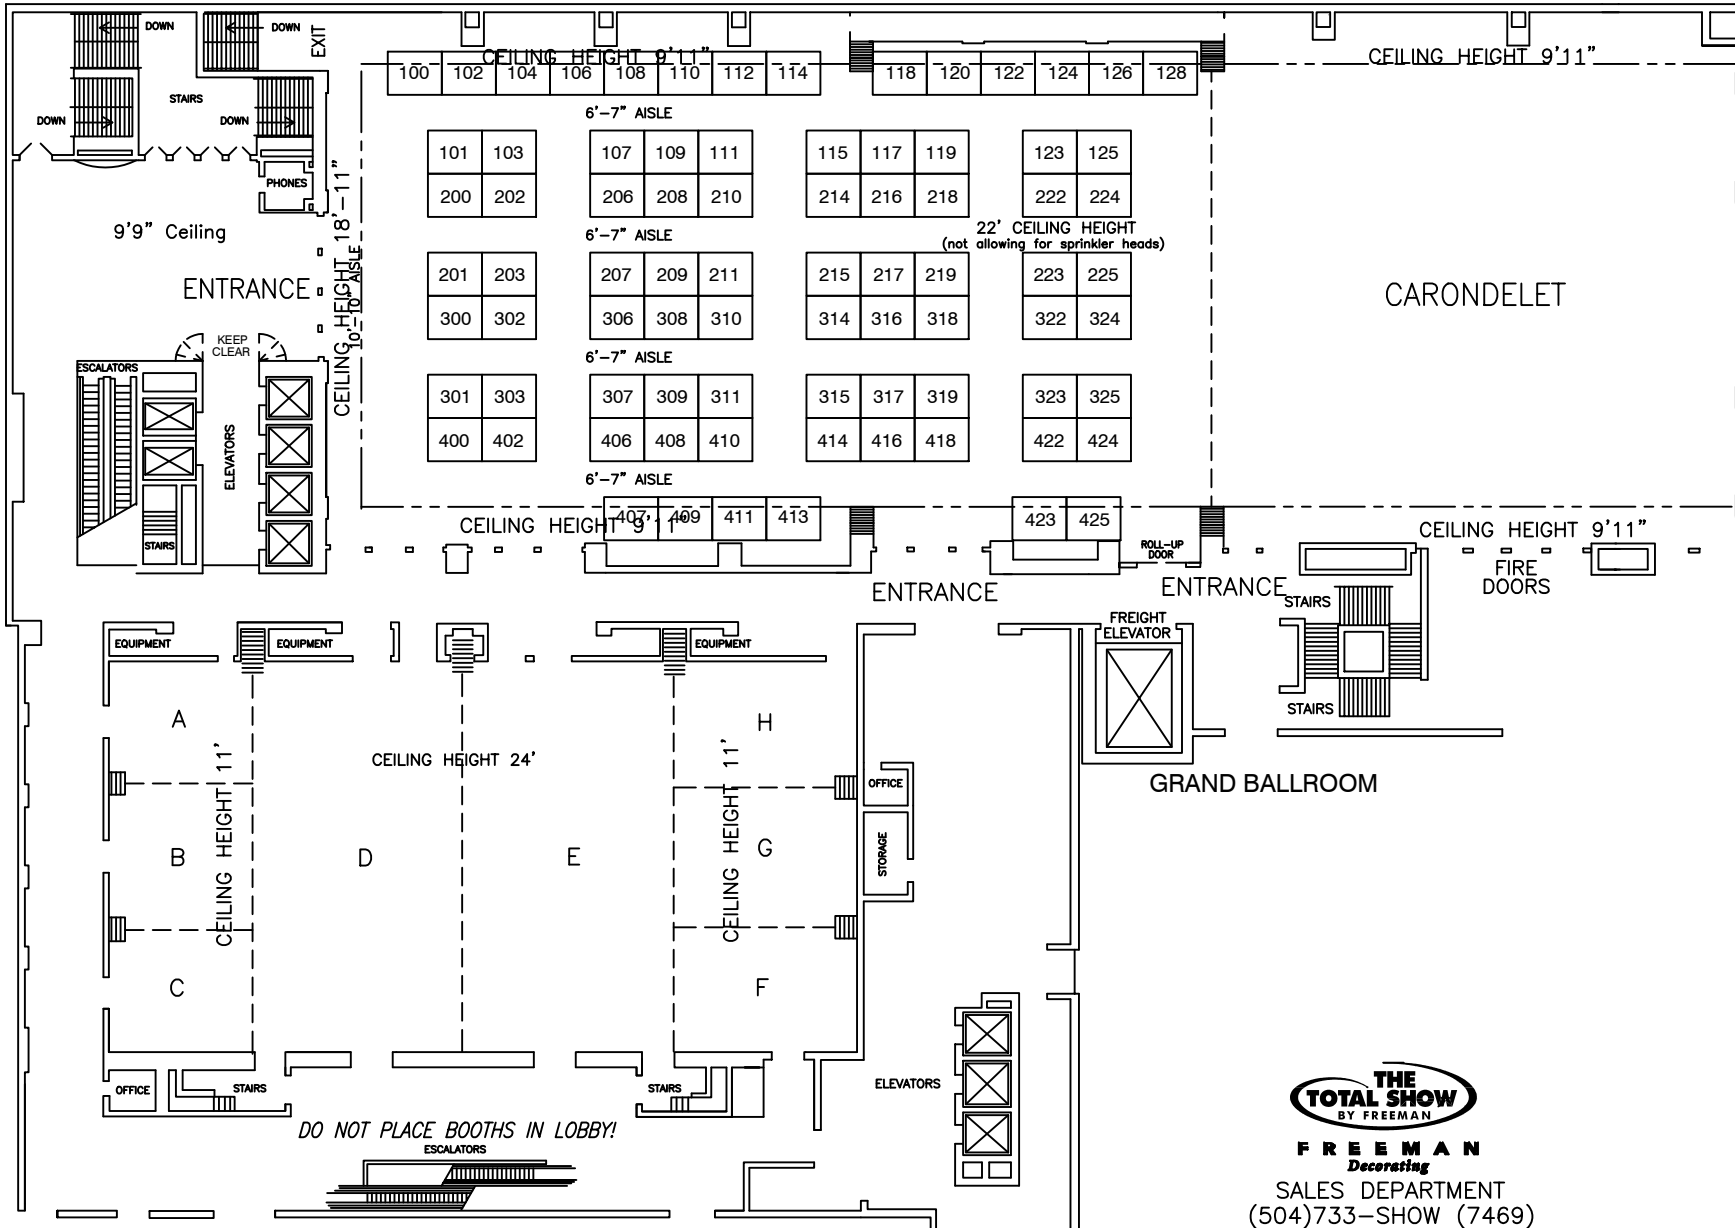 DOWN
DOWN
EXIT
STAIRS
DOWN
DOWN
PHONES
9'9" Ceiling
ENTRANCE
KEEP
CLEAR
ESCALATORS
ELEVATORS
STAIRS
CEILING HEIGHT 18'-11"
10'-10" AISLE
CEILING HEIGHT 9'11"
CEILING HEIGHT 9'11"
100 102 104 106 108 110 112 114 118 120 122 124 126 128
6'-7" AISLE
101 103 107 109 111 115 117 119 123 125
200 202 206 208 210 214 216 218 222 224
22' CEILING HEIGHT
(not allowing for sprinkler heads)
6'-7" AISLE
201 203 207 209 211 215 217 219 223 225
300 302 306 308 310 314 316 318 322 324
CARONDELET
6'-7" AISLE
301 303 307 309 311 315 317 319 323 325
400 402 406 408 410 414 416 418 422 424
6'-7" AISLE
407 409 411 413 423 425
CEILING HEIGHT 9'11"
CEILING HEIGHT 9'11"
ROLL-UP
DOOR
FIRE
DOORS
ENTRANCE
ENTRANCE
STAIRS
FREIGHT
ELEVATOR
STAIRS
EQUIPMENT
EQUIPMENT
EQUIPMENT
A
H
CEILING HEIGHT 24'
CEILING HEIGHT 11'
CEILING HEIGHT 11'
OFFICE
GRAND BALLROOM
B
D
E
G
STORAGE
C
F
OFFICE
STAIRS
STAIRS
ELEVATORS
DO NOT PLACE BOOTHS IN LOBBY!
ESCALATORS
THE
TOTAL SHOW
BY FREEMAN
FREEMAN
Decorating
SALES DEPARTMENT
(504)733-SHOW (7469)